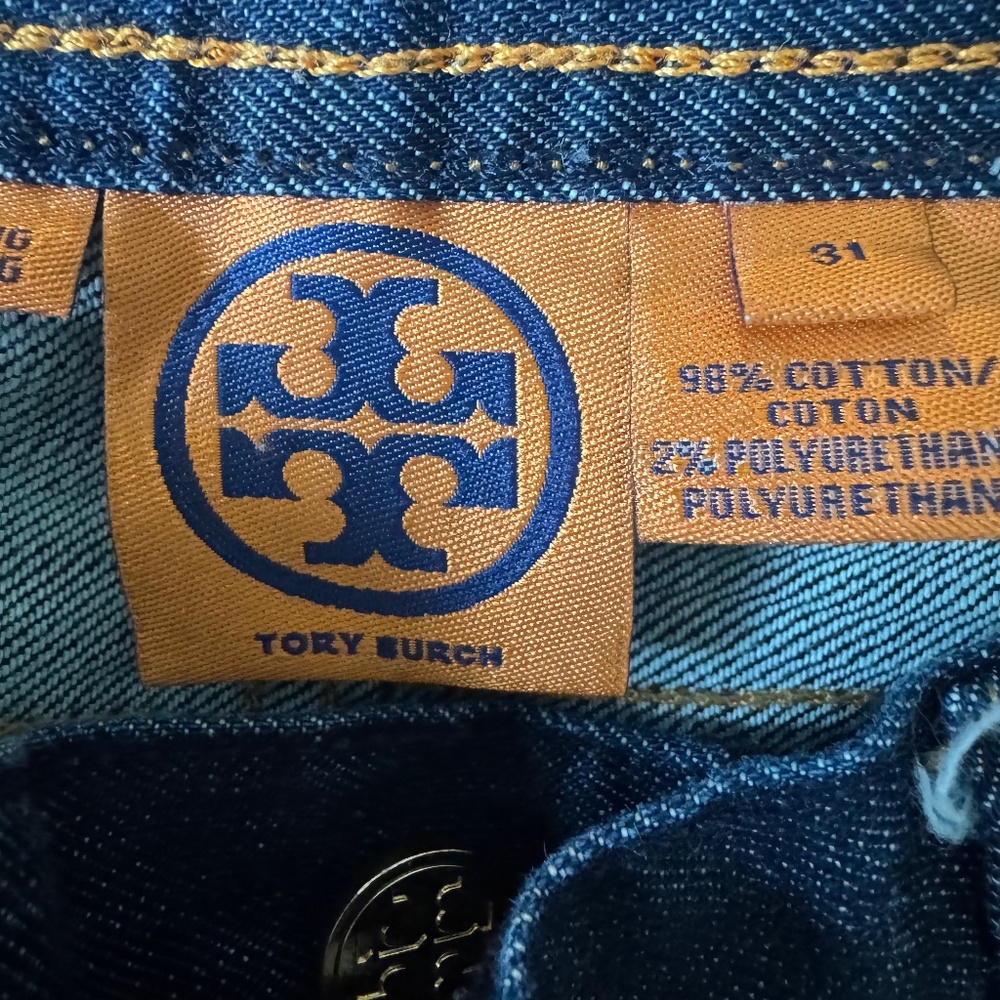 TORY BURCH
31
98% COTTON/
COTON
2% POLYURETHAN
POLYURETHAN